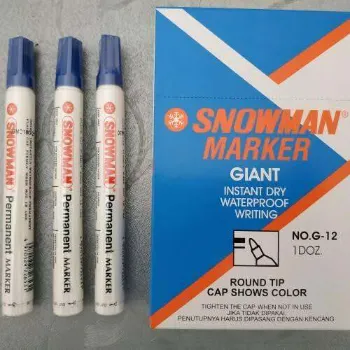 SNOWMAN
Permanent MARKER
SNOWMAN
Permanent MARKER
SNOWMAN
Permanent MARKER
SNOWMAN
MARKER
GIANT
INSTANT DRY
WATERPROOF
WRITING
NO.G-12
1 DOZ.
ROUND TIP
CAP SHOWS COLOR
TIGHTEN THE CAP WHEN NOT IN USE
JIKA TIDAK DIPAKAI
PENUTUPNYA HARUS DIPASANG DENGAN KENCANG